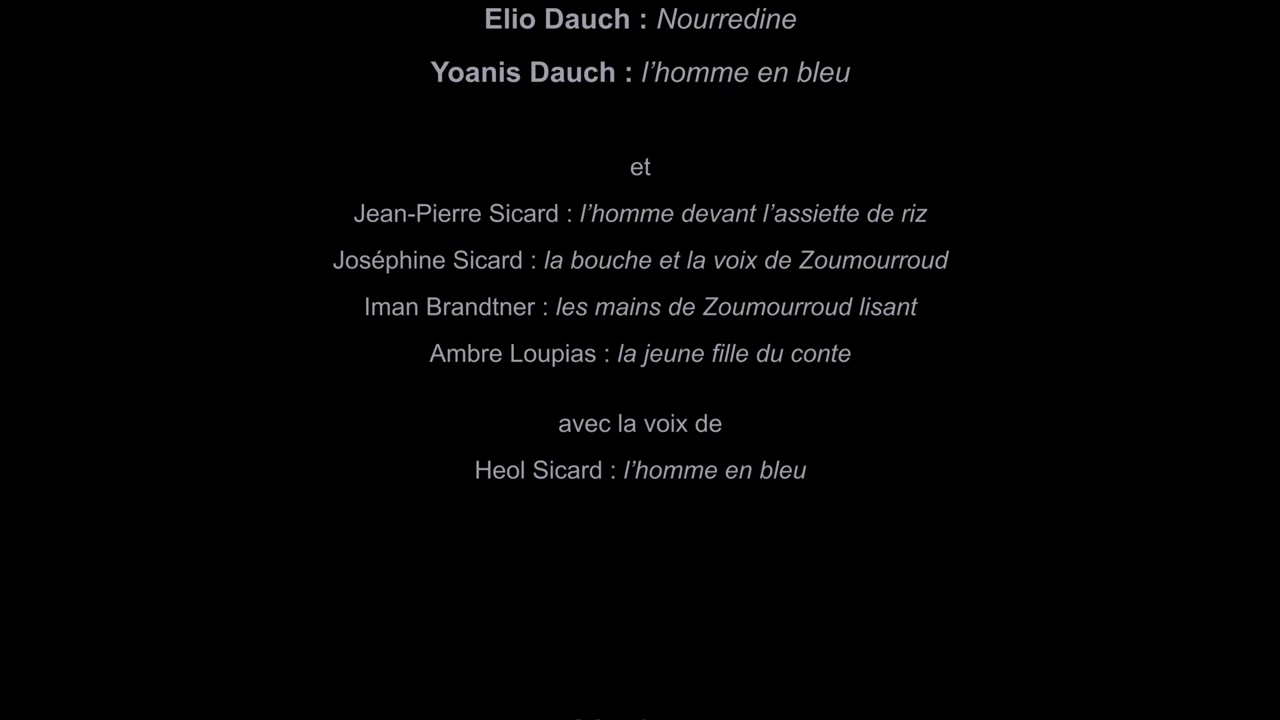 Elio Dauch : Nourredine
Yoanis Dauch : l’homme en bleu
et
Jean-Pierre Sicard : l’homme devant l’assiette de riz
Joséphine Sicard : la bouche et la voix de Zoumourroud
Iman Brandtner : les mains de Zoumourroud lisant
Ambre Loupias : la jeune fille du conte
avec la voix de
Heol Sicard : l’homme en bleu